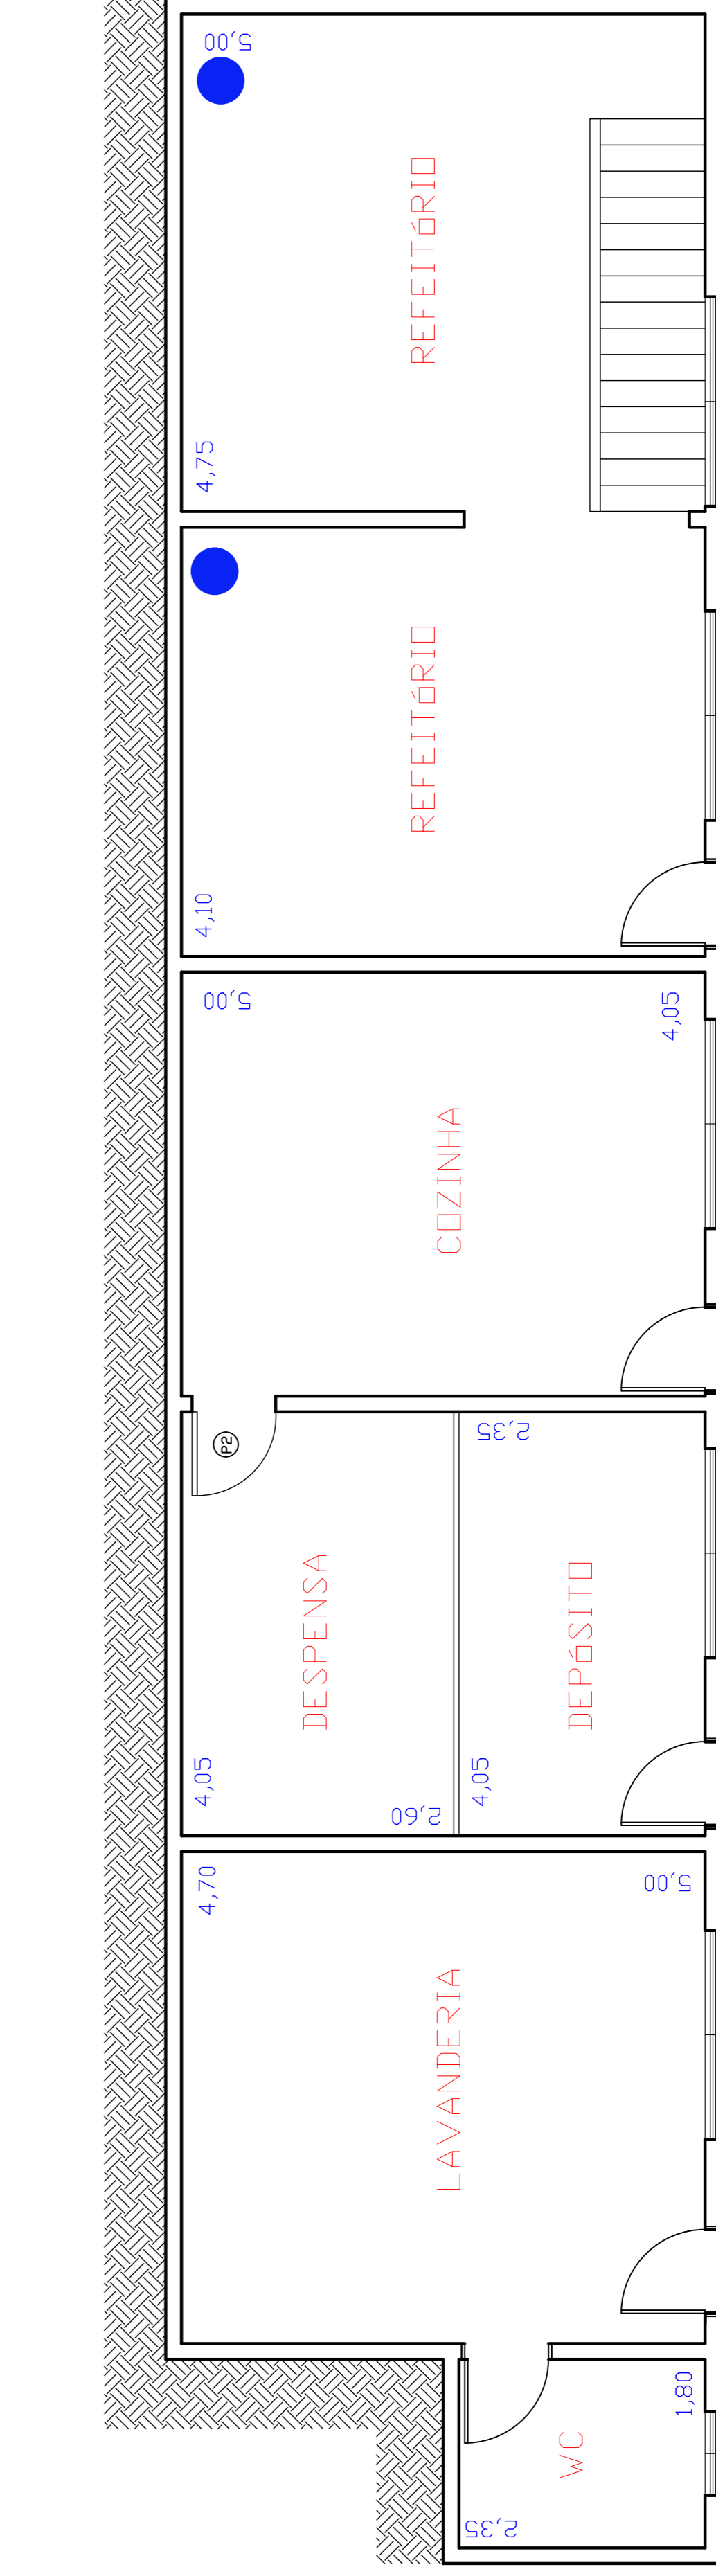 5,00
REFEITÓRIO
4,75
REFEITÓRIO
4,10
5,00
4,05
COZINHA
P2
2,35
DESPENSA
DEPÓSITO
4,05
4,05
2,60
4,70
5,00
LAVANDERIA
1,80
WC
2,35